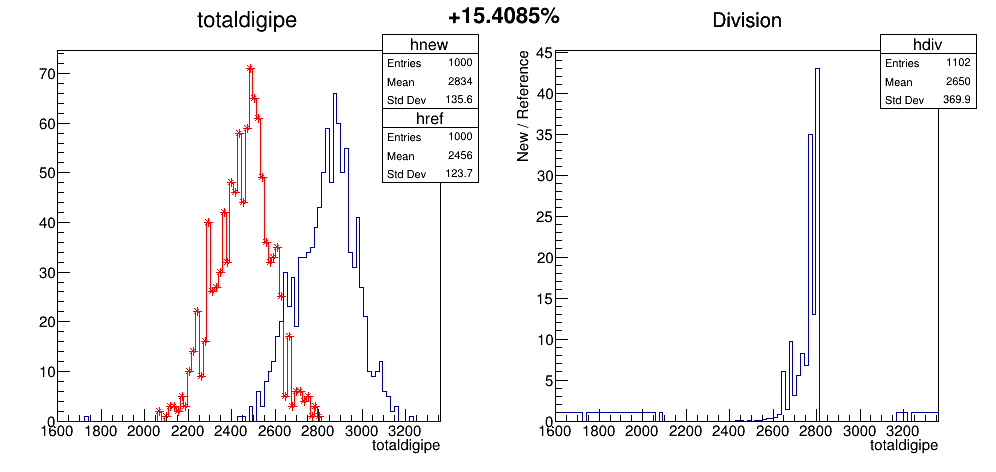 totaldigipe
+15.4085%
Division
hnew
Entries 1000
Mean 2834
Std Dev 135.6
href
Entries 1000
Mean 2456
Std Dev 123.7
70
60
50
40
30
20
10
0
1600 1800 2000 2200 2400 2600 2800 3000 3200
totaldigipe
hdiv
Entries 1102
Mean 2650
Std Dev 369.9
New / Reference
45
40
35
30
25
20
15
10
5
0
1600 1800 2000 2200 2400 2600 2800 3000 3200
totaldigipe